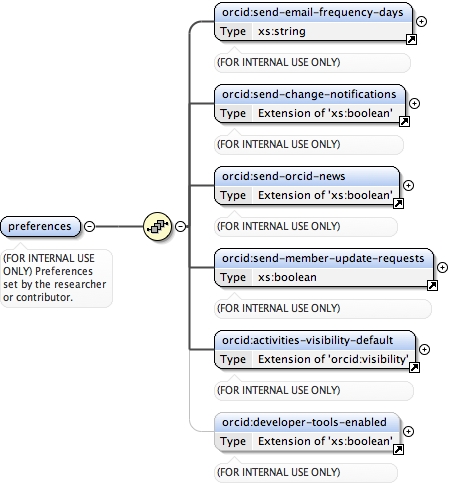 orcid:send-email-frequency-days
Type xs:string
(FOR INTERNAL USE ONLY)
orcid:send-change-notifications
Type Extension of 'xs:boolean'
(FOR INTERNAL USE ONLY)
orcid:send-orcid-news
Type Extension of 'xs:boolean'
(FOR INTERNAL USE ONLY)
preferences
(FOR INTERNAL USE
ONLY) Preferences
set by the researcher
or contributor.
orcid:send-member-update-requests
Type xs:boolean
(FOR INTERNAL USE ONLY)
orcid:activities-visibility-default
Type Extension of 'orcid:visibility'
(FOR INTERNAL USE ONLY)
orcid:developer-tools-enabled
Type Extension of 'xs:boolean'
(FOR INTERNAL USE ONLY)